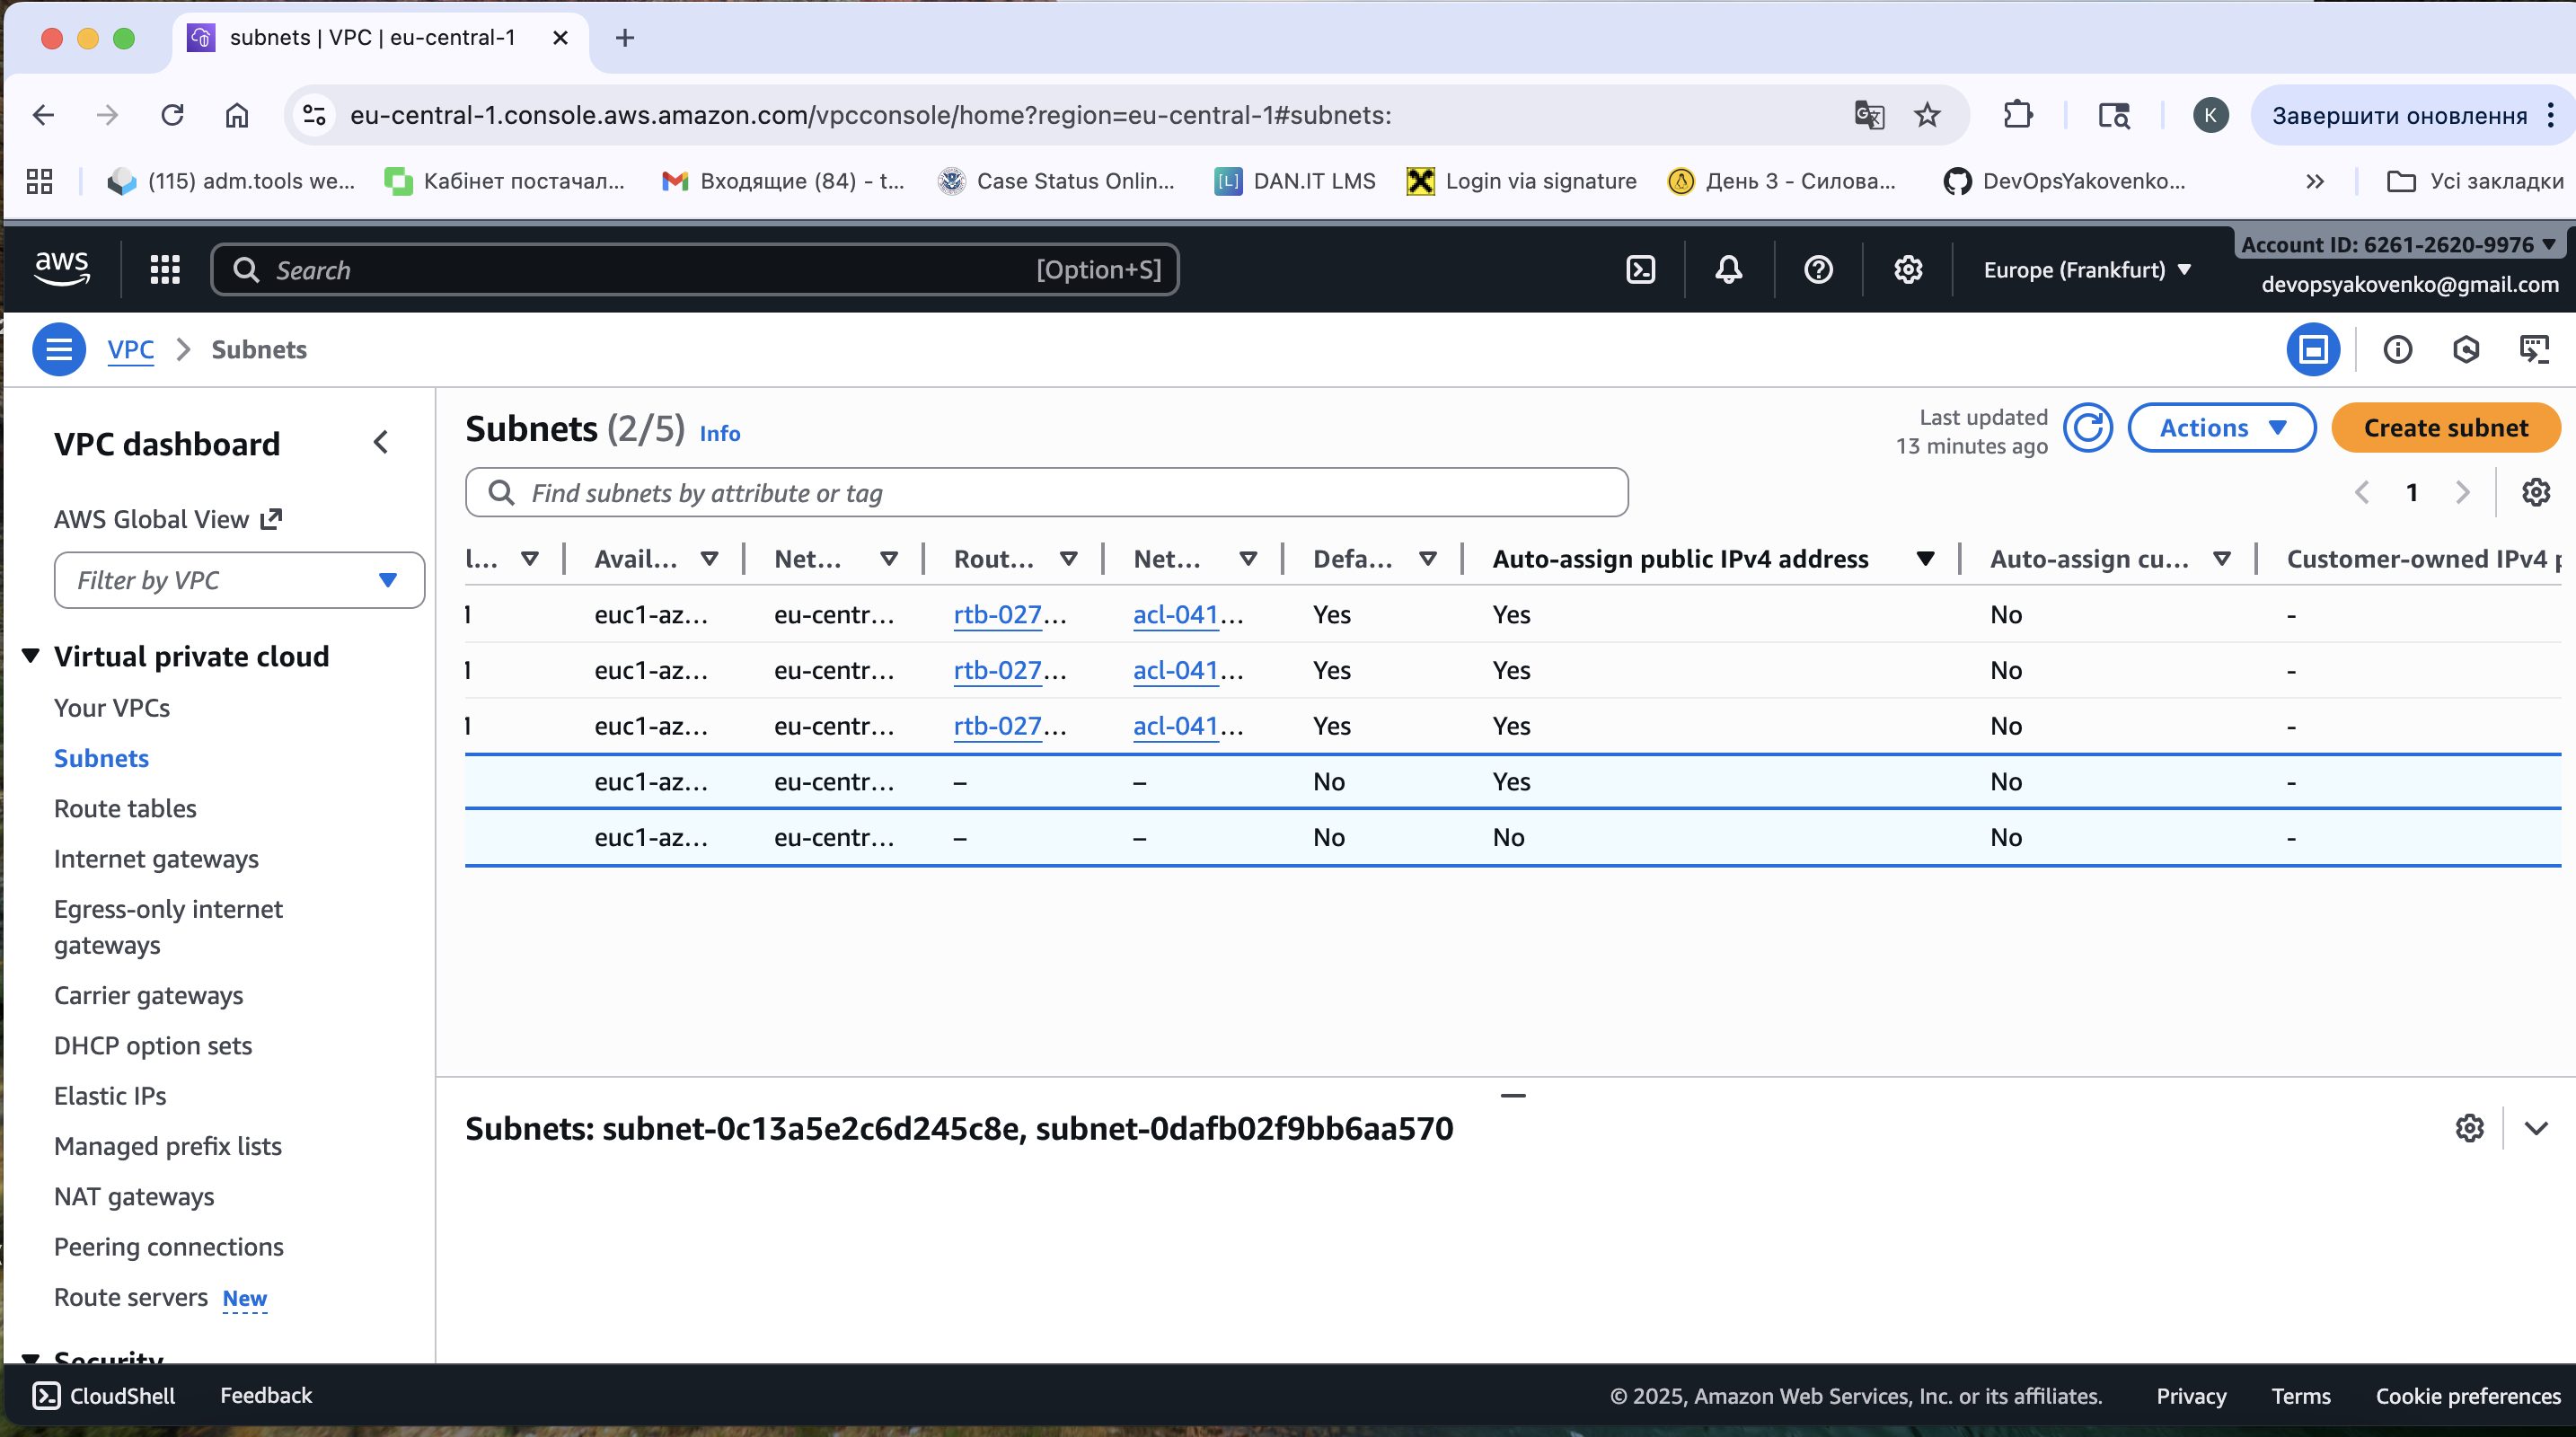 subnets | VPC | eu-central-1
eu-central-1.console.aws.amazon.com/vpcconsole/home?region=eu-central-1#subnets:
K
Завершити оновлення
(115) adm.tools we...
Кабінет постачал...
Входящие (84) - t...
Case Status Onlin...
[L] DAN.IT LMS
Login via signature
День 3 - Силова...
DevOpsYakovenko...
Усі закладки
aws
Search
[Option+S]
Europe (Frankfurt)
Account ID: 6261-2620-9976
devopsyakovenko@gmail.com
VPC
Subnets
VPC dashboard
AWS Global View
Filter by VPC
Virtual private cloud
Your VPCs
Subnets
Route tables
Internet gateways
Egress-only internet
gateways
Carrier gateways
DHCP option sets
Elastic IPs
Managed prefix lists
NAT gateways
Peering connections
Route servers New
Security
Subnets (2/5) Info
Last updated
13 minutes ago
Actions
Create subnet
Find subnets by attribute or tag
1
Avail... Net... Rout... Net... Defa... Auto-assign public IPv4 address Auto-assign cu... Customer-owned IPv4
euc1-az... eu-centr... rtb-027... acl-041... Yes Yes No -
euc1-az... eu-centr... rtb-027... acl-041... Yes Yes No -
euc1-az... eu-centr... rtb-027... acl-041... Yes Yes No -
euc1-az... eu-centr... – – No Yes No -
euc1-az... eu-centr... – – No No No -
Subnets: subnet-0c13a5e2c6d245c8e, subnet-0dafb02f9bb6aa570
CloudShell
Feedback
© 2025, Amazon Web Services, Inc. or its affiliates.
Privacy
Terms
Cookie preferences